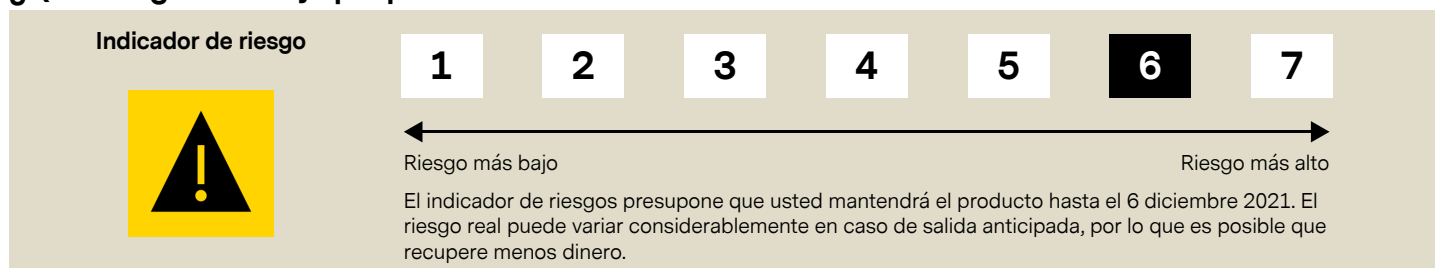 Indicador de riesgo
1 2 3 4 5 6 7
Riesgo más bajo
Riesgo más alto
El indicador de riesgos presupone que usted mantendrá el producto hasta el 6 diciembre 2021. El
riesgo real puede variar considerablemente en caso de salida anticipada, por lo que es posible que
recupere menos dinero.